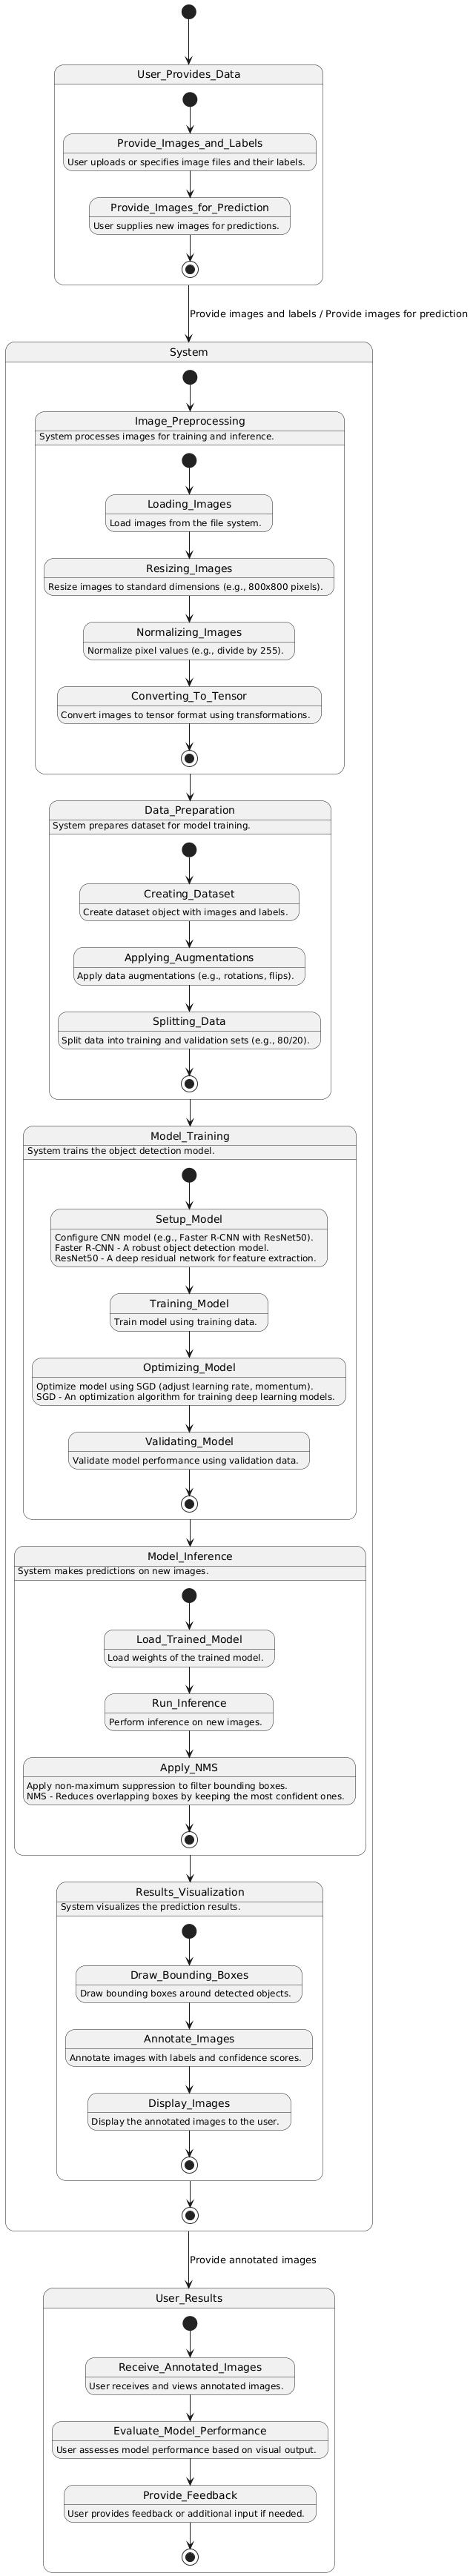 User_Provides_Data
Provide_Images_and_Labels
User uploads or specifies image files and their labels.
Provide_Images_for_Prediction
User supplies new images for predictions.
Provide images and labels / Provide images for prediction
System
Image_Preprocessing
System processes images for training and inference.
Loading_Images
Load images from the file system.
Resizing_Images
Resize images to standard dimensions (e.g., 800x800 pixels).
Normalizing_Images
Normalize pixel values (e.g., divide by 255).
Converting_To_Tensor
Convert images to tensor format using transformations.
Data_Preparation
System prepares dataset for model training.
Creating_Dataset
Create dataset object with images and labels.
Applying_Augmentations
Apply data augmentations (e.g., rotations, flips).
Splitting_Data
Split data into training and validation sets (e.g., 80/20).
Model_Training
System trains the object detection model.
Setup_Model
Configure CNN model (e.g., Faster R-CNN with ResNet50).
Faster R-CNN - A robust object detection model.
ResNet50 - A deep residual network for feature extraction.
Training_Model
Train model using training data.
Optimizing_Model
Optimize model using SGD (adjust learning rate, momentum).
SGD - An optimization algorithm for training deep learning models.
Validating_Model
Validate model performance using validation data.
Model_Inference
System makes predictions on new images.
Load_Trained_Model
Load weights of the trained model.
Run_Inference
Perform inference on new images.
Apply_NMS
Apply non-maximum suppression to filter bounding boxes.
NMS - Reduces overlapping boxes by keeping the most confident ones.
Results_Visualization
System visualizes the prediction results.
Draw_Bounding_Boxes
Draw bounding boxes around detected objects.
Annotate_Images
Annotate images with labels and confidence scores.
Display_Images
Display the annotated images to the user.
Provide annotated images
User_Results
Receive_Annotated_Images
User receives and views annotated images.
Evaluate_Model_Performance
User assesses model performance based on visual output.
Provide_Feedback
User provides feedback or additional input if needed.